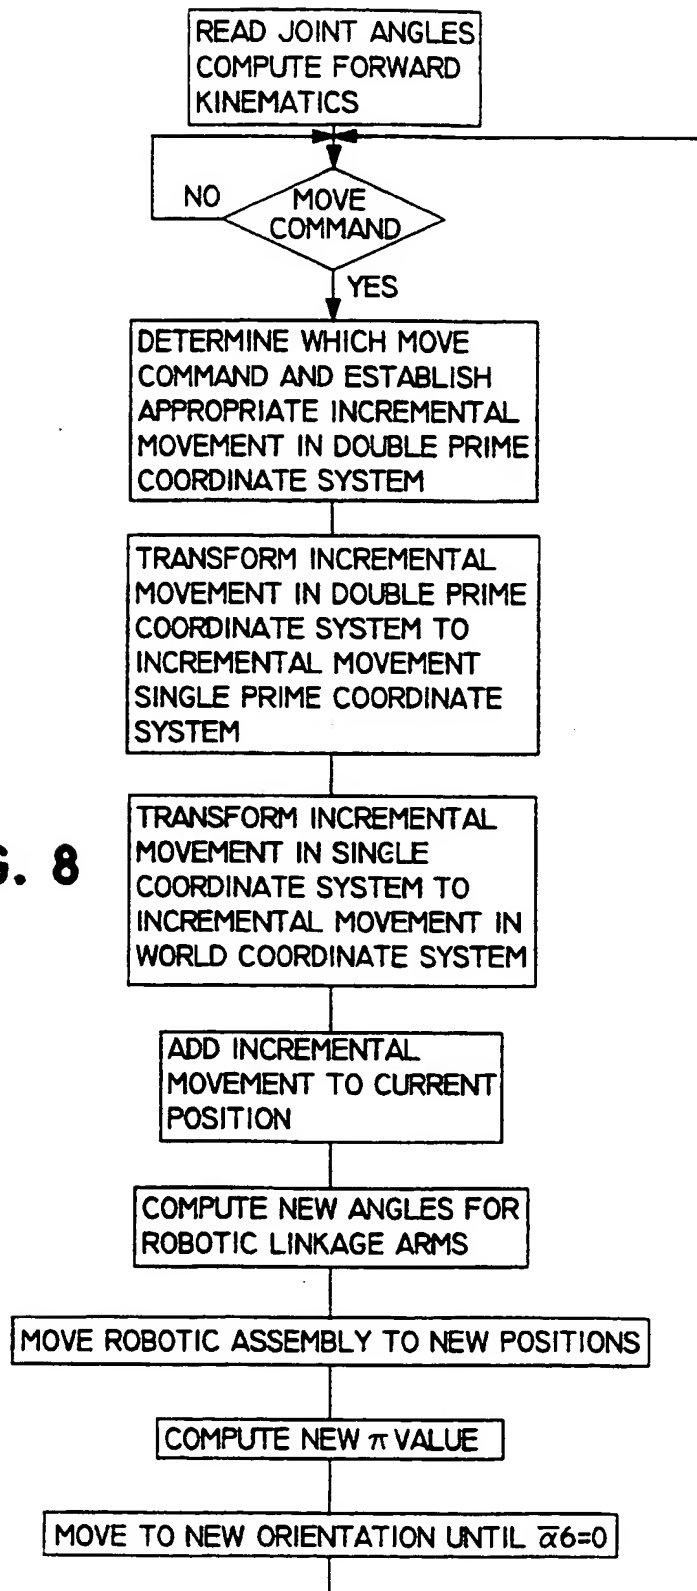 READ JOINT ANGLES
COMPUTE FORWARD
KINEMATICS
NO
MOVE
COMMAND
YES
DETERMINE WHICH MOVE
COMMAND AND ESTABLISH
APPROPRIATE INCREMENTAL
MOVEMENT IN DOUBLE PRIME
COORDINATE SYSTEM
TRANSFORM INCREMENTAL
MOVEMENT IN DOUBLE PRIME
COORDINATE SYSTEM TO
INCREMENTAL MOVEMENT
SINGLE PRIME COORDINATE
SYSTEM
G. 8
TRANSFORM INCREMENTAL
MOVEMENT IN SINGLE
COORDINATE SYSTEM TO
INCREMENTAL MOVEMENT IN
WORLD COORDINATE SYSTEM
ADD INCREMENTAL
MOVEMENT TO CURRENT
POSITION
COMPUTE NEW ANGLES FOR
ROBOTIC LINKAGE ARMS
MOVE ROBOTIC ASSEMBLY TO NEW POSITIONS
COMPUTE NEW π VALUE
MOVE TO NEW ORIENTATION UNTIL α̅6=0